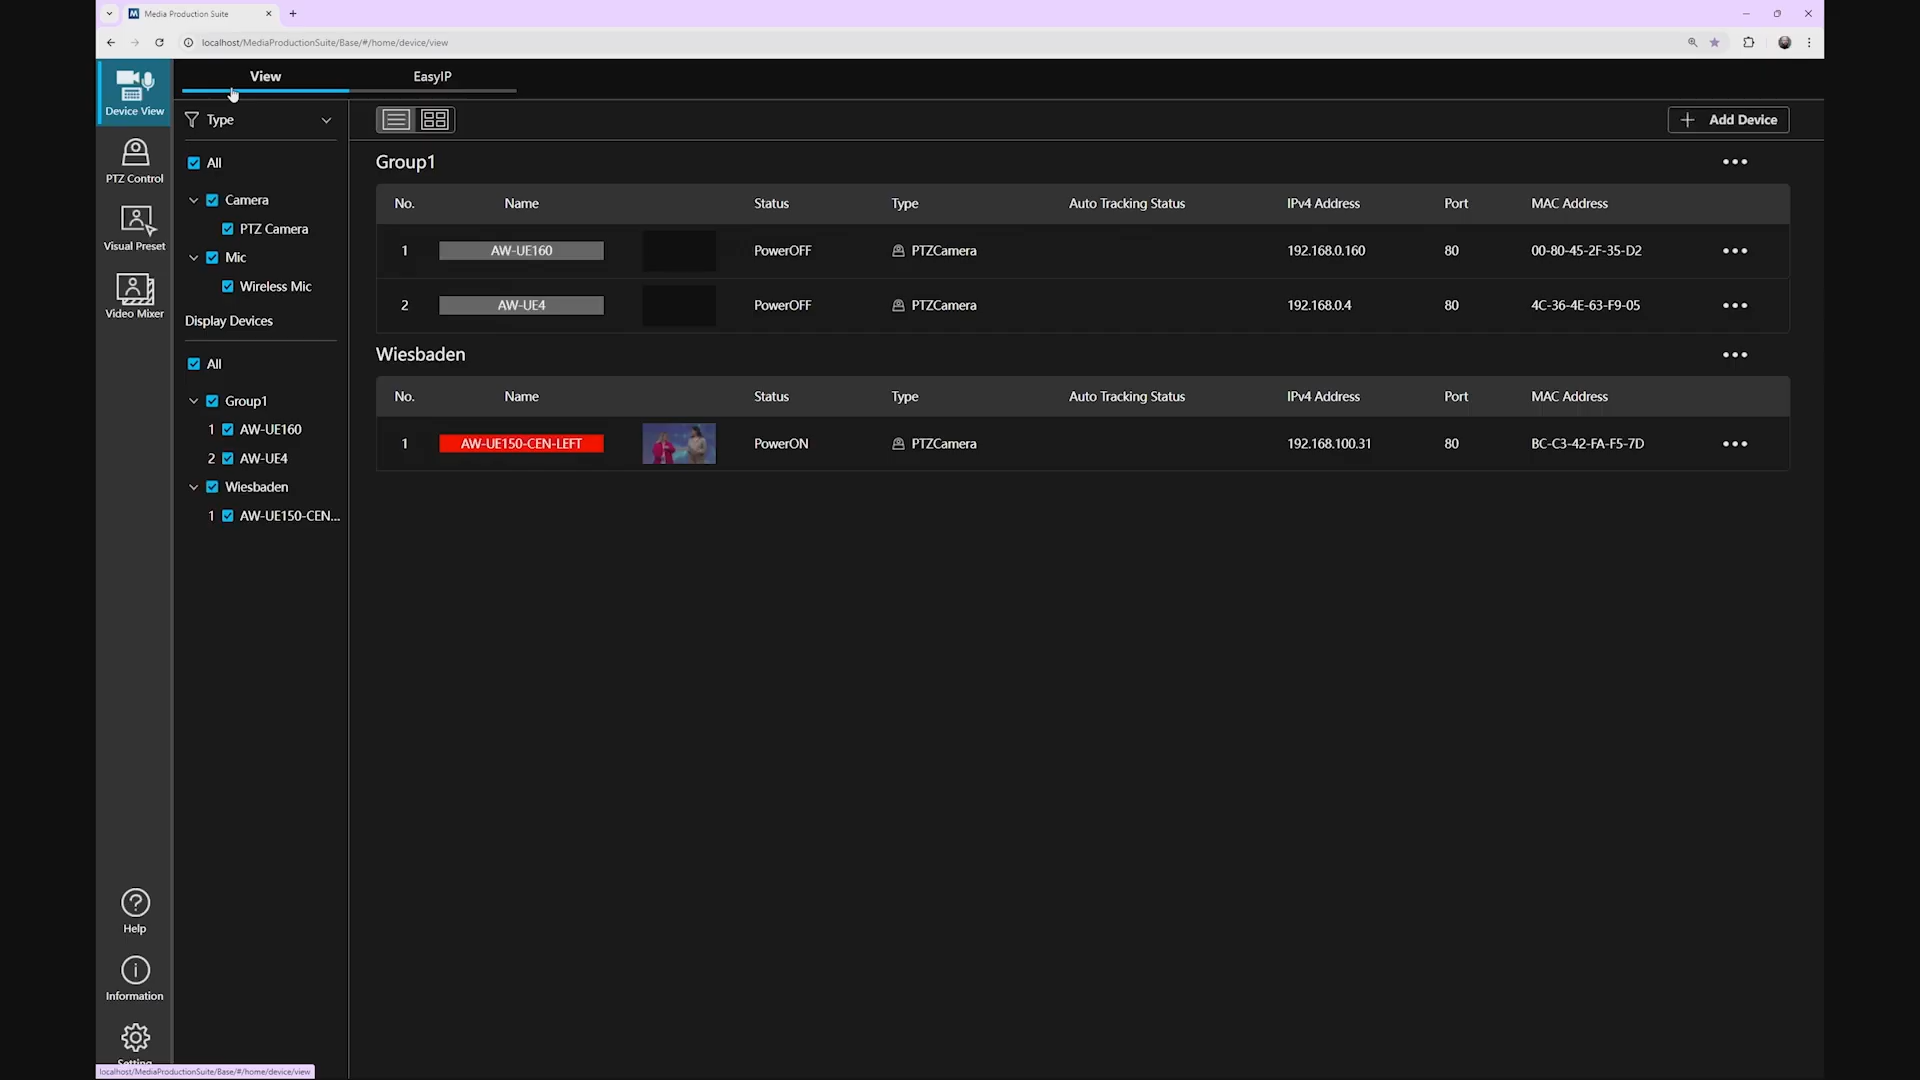 Media Production Suite
localhost/MediaProductionSuite/Base/#/home/device/view
View
EasyIP
Device View
PTZ Control
Visual Preset
Video Mixer
Help
Information
Setting
Type
All
Camera
PTZ Camera
Mic
Wireless Mic
Display Devices
All
Group1
1 AW-UE160
2 AW-UE4
Wiesbaden
1 AW-UE150-CEN...
+ Add Device
Group1
No. Name Status Type Auto Tracking Status IPv4 Address Port MAC Address
1 AW-UE160 PowerOFF PTZCamera 192.168.0.160 80 00-80-45-2F-35-D2
2 AW-UE4 PowerOFF PTZCamera 192.168.0.4 80 4C-36-4E-63-F9-05
Wiesbaden
No. Name Status Type Auto Tracking Status IPv4 Address Port MAC Address
1 AW-UE150-CEN-LEFT PowerON PTZCamera 192.168.100.31 80 BC-C3-42-FA-F5-7D
localhost/MediaProductionSuite/Base/#/home/device/view